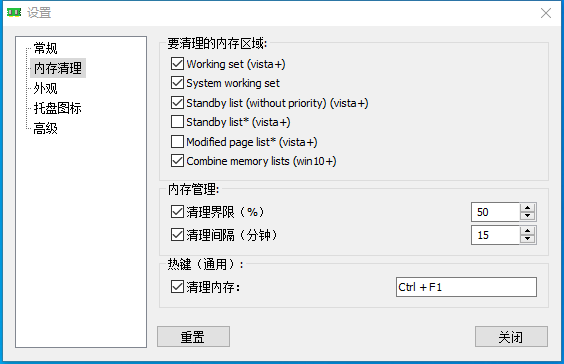 设置
常规
内存清理
外观
托盘图标
高级
要清理的内存区域:
Working set (vista+)
System working set
Standby list (without priority) (vista+)
Standby list* (vista+)
Modified page list* (vista+)
Combine memory lists (win10+)
内存管理:
清理界限（%） 50
清理间隔（分钟） 15
热键（通用）:
清理内存: Ctrl + F1
重置 关闭